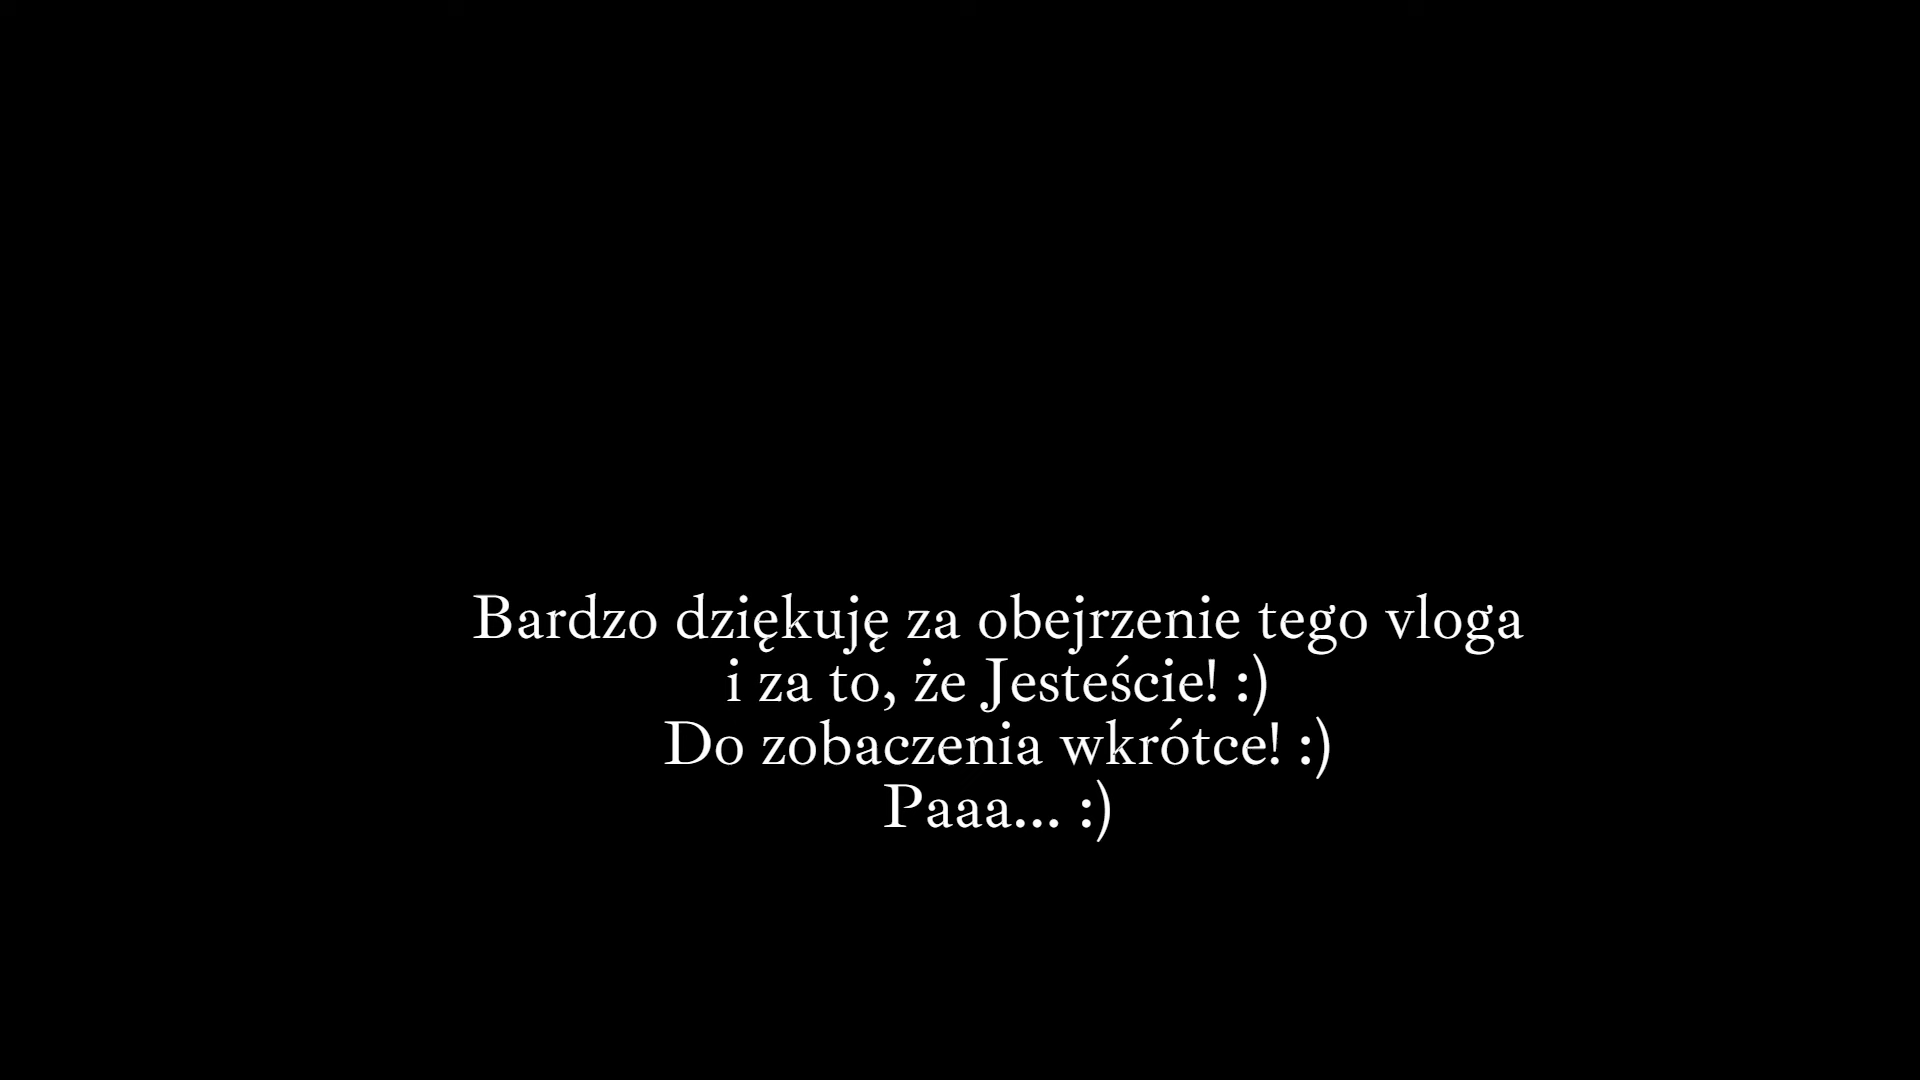 Bardzo dziękuję za obejrzenie tego vloga
i za to, że Jesteście! :)
Do zobaczenia wkrótce! :)
Paaa... :)